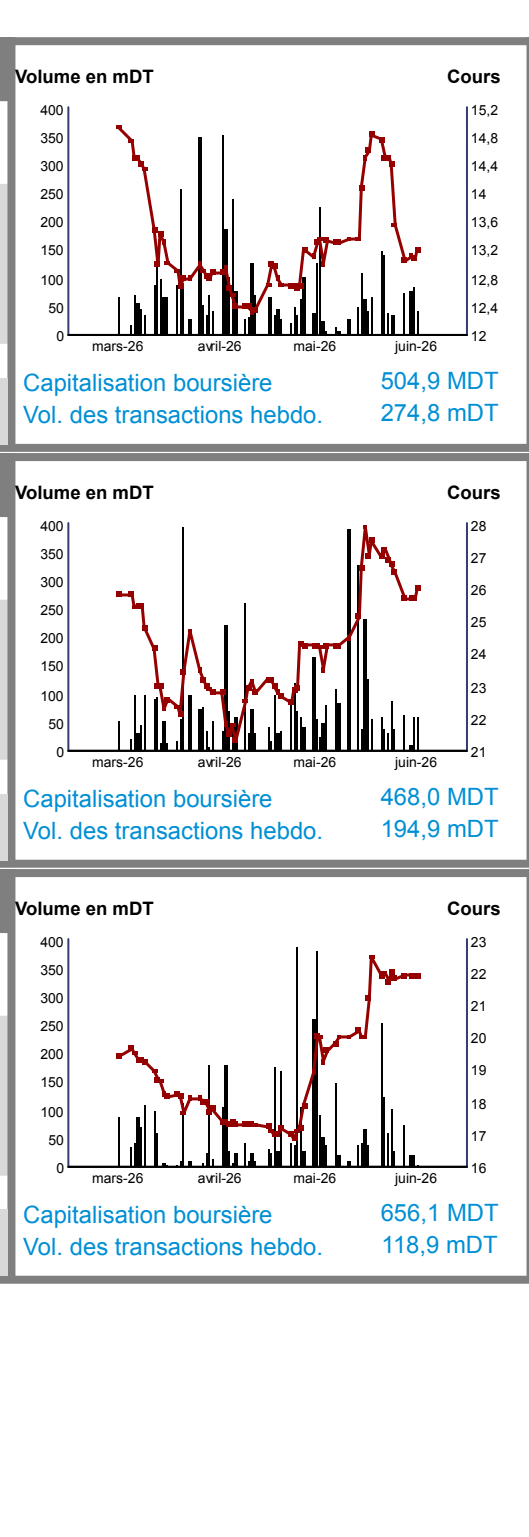 Volume en mDT Cours
400 15,2
350 14,8
300 14,4
250 14
200 13,6
150 13,2
100 12,8
50 12,4
0 12
mars-26 avril-26 mai-26 juin-26
Capitalisation boursière 504,9 MDT
Vol. des transactions hebdo. 274,8 mDT
Volume en mDT Cours
400 28
350 27
300 26
250 25
200 24
150 23
100 22
50 21
0
mars-26 avril-26 mai-26 juin-26
Capitalisation boursière 468,0 MDT
Vol. des transactions hebdo. 194,9 mDT
Volume en mDT Cours
400 23
350 22
300 21
250 20
200 19
150 18
100 17
50 16
0
mars-26 avril-26 mai-26 juin-26
Capitalisation boursière 656,1 MDT
Vol. des transactions hebdo. 118,9 mDT